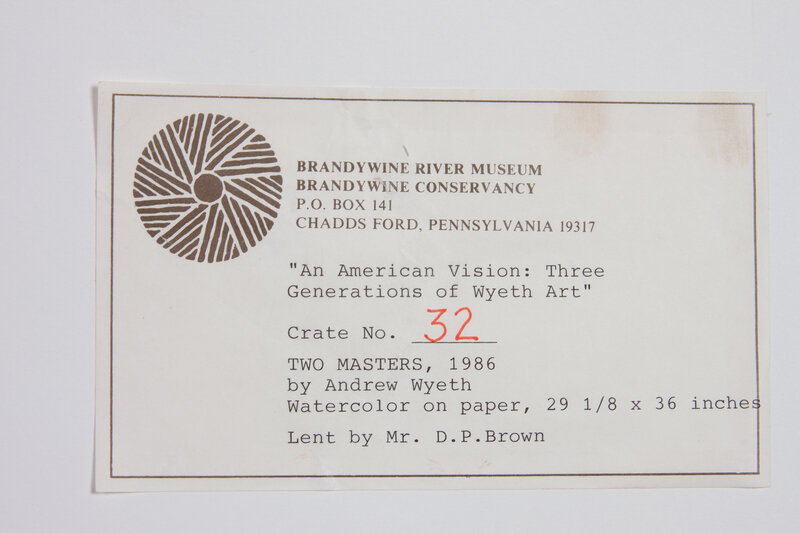 BRANDYWINE RIVER MUSEUM
BRANDYWINE CONSERVANCY
P.O. BOX 141
CHADDS FORD, PENNSYLVANIA 19317
"An American Vision: Three
Generations of Wyeth Art"
Crate No. 32
TWO MASTERS, 1986
by Andrew Wyeth
Watercolor on paper, 29 1/8 x 36 inches
Lent by Mr. D.P.Brown